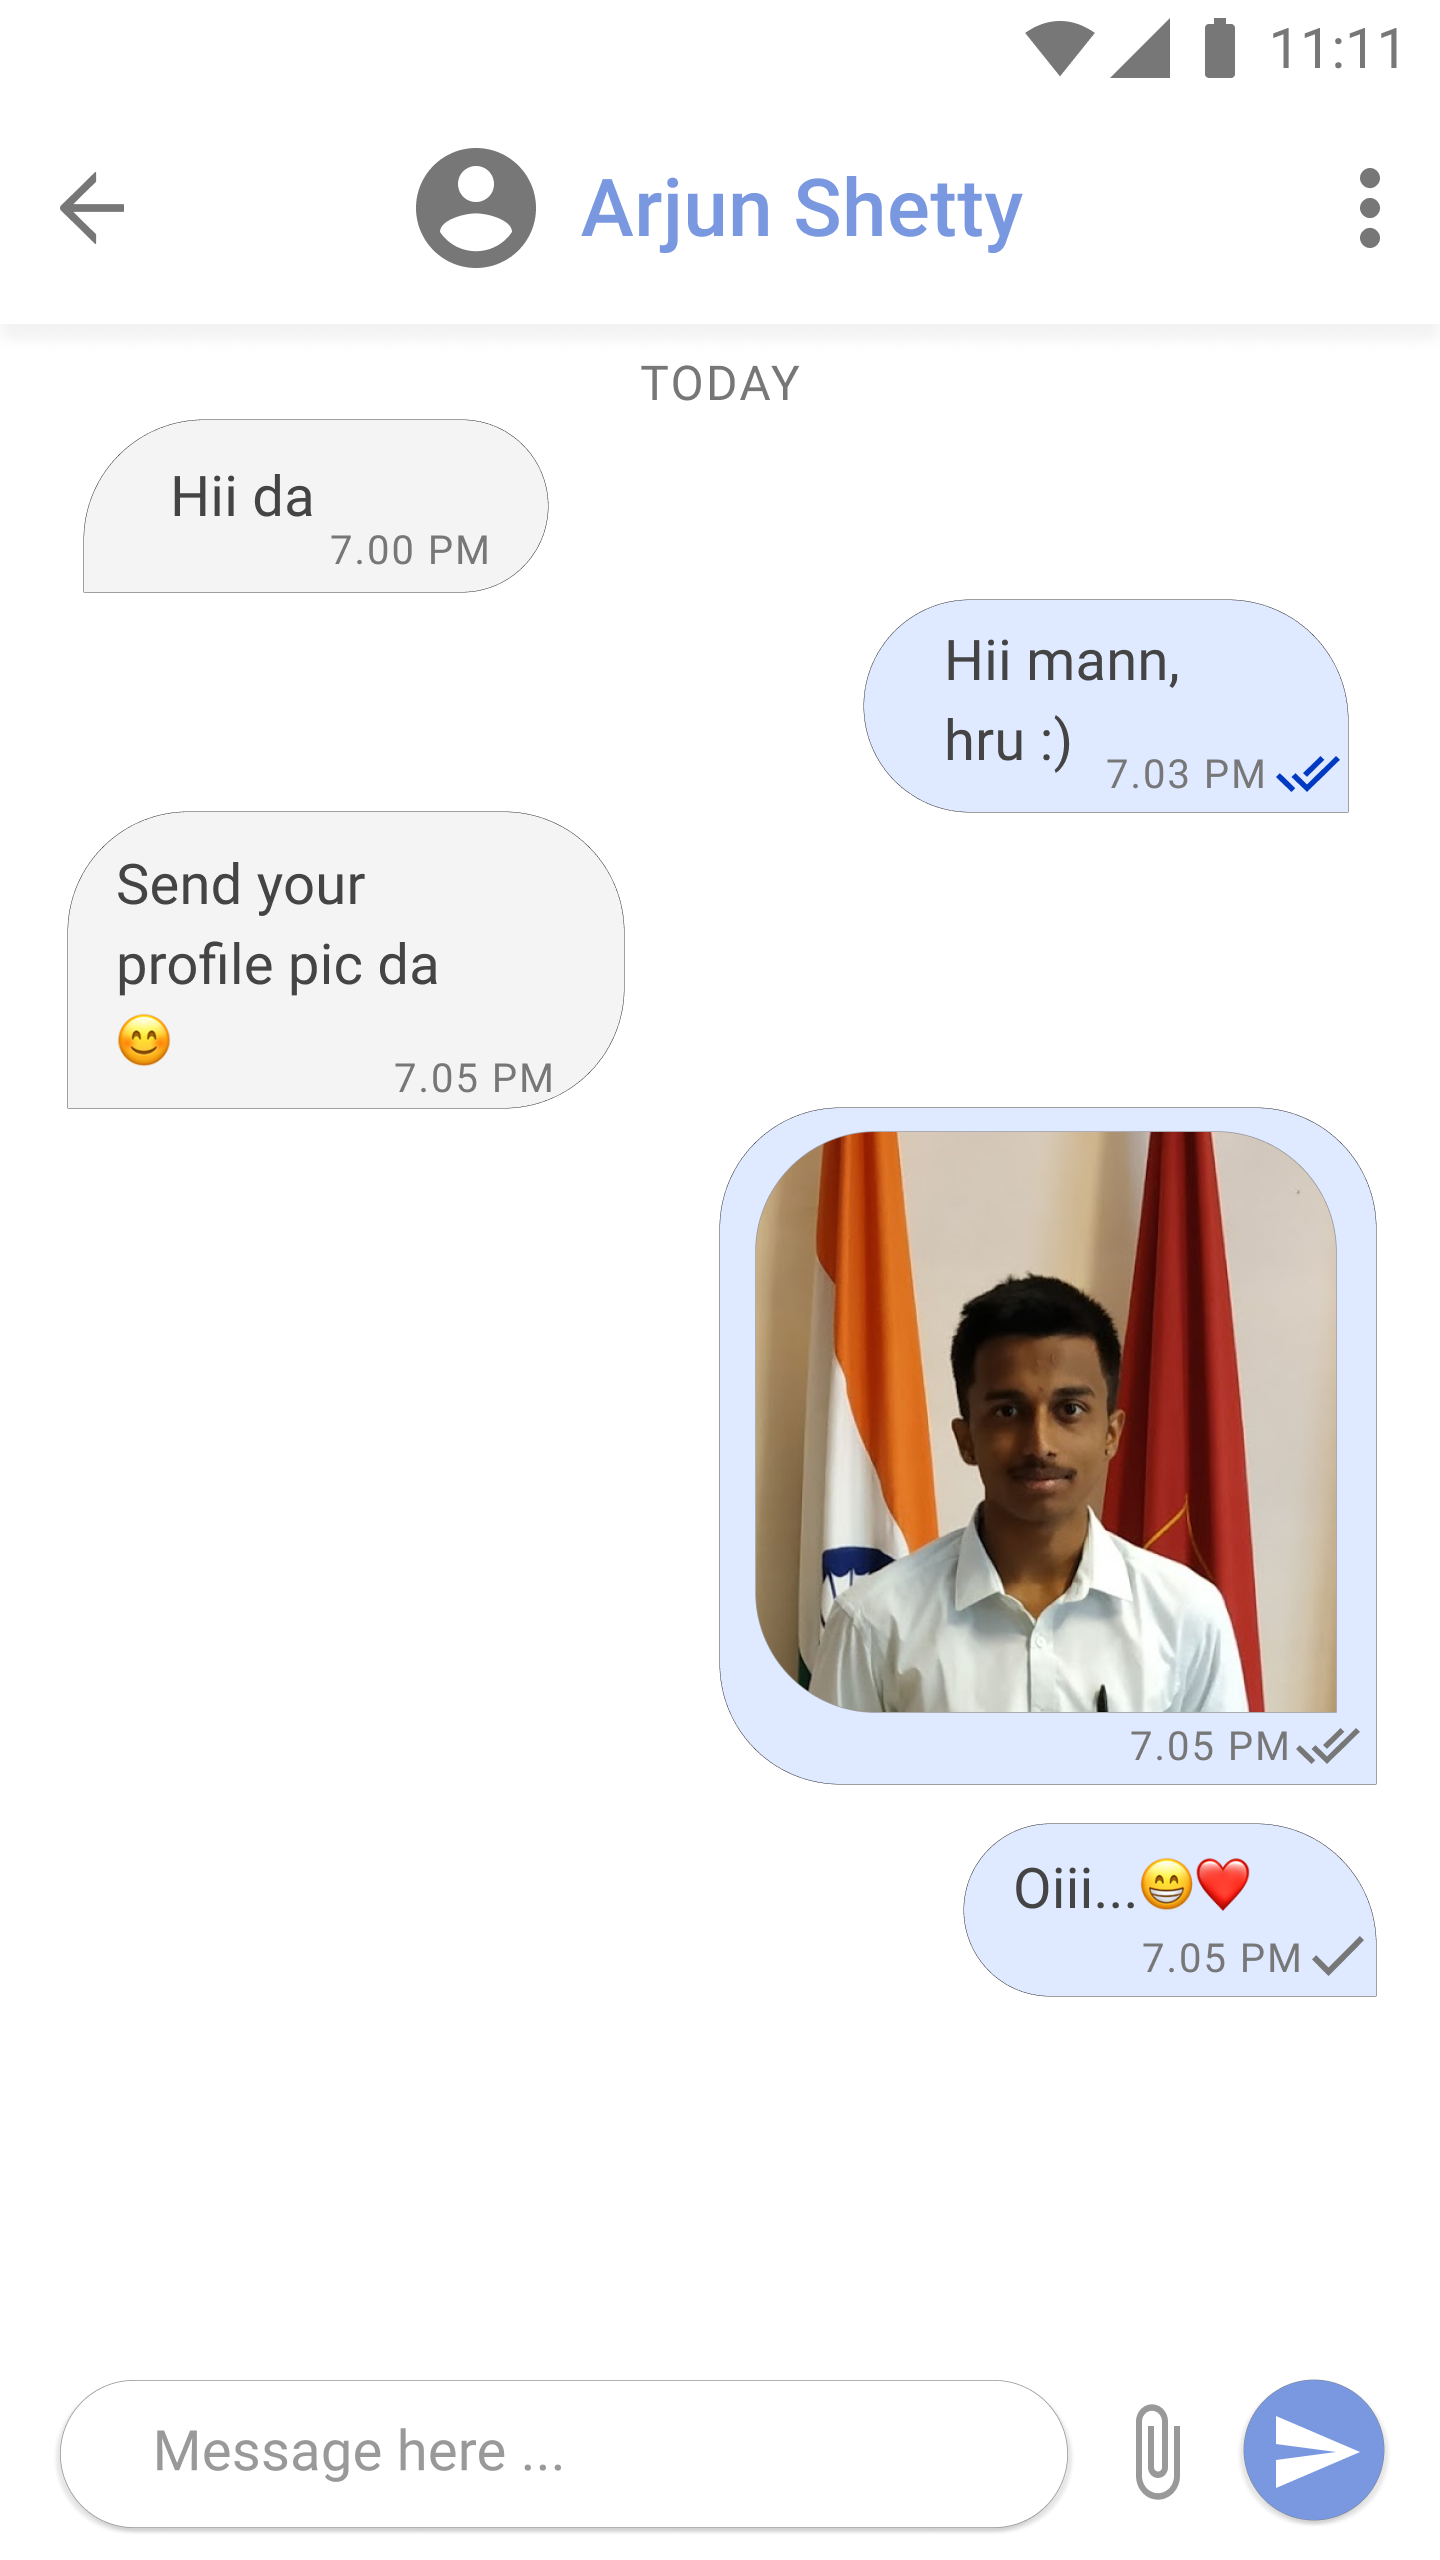 11:11
Arjun Shetty
TODAY
Hii da
7.00 PM
Hii mann,
hru :)
7.03 PM
Send your
profile pic da
😊
7.05 PM
7.05 PM
Oiii...😁❤️
7.05 PM
Message here ...